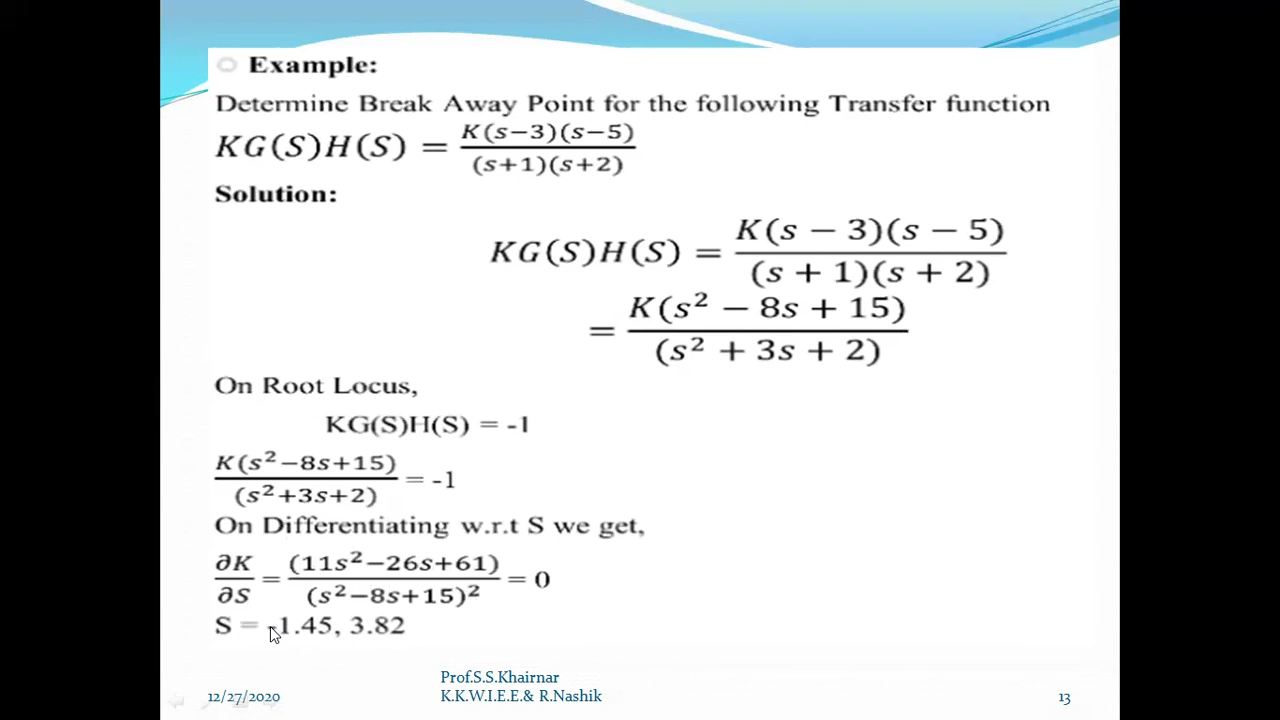 Example:
Determine Break Away Point for the following Transfer function
KG(S)H(S) = K(s−3)(s−5) / (s+1)(s+2)
Solution:
KG(S)H(S) = K(s − 3)(s − 5) / (s + 1)(s + 2)
= K(s² − 8s + 15) / (s² + 3s + 2)
On Root Locus,
KG(S)H(S) = -1
K(s²−8s+15) / (s²+3s+2) = -1
On Differentiating w.r.t S we get,
∂K / ∂S = (11s²−26s+61) / (s²−8s+15)² = 0
S = -1.45, 3.82
Prof.S.S.Khairnar
12/27/2020 K.K.W.I.E.E.& R.Nashik 13